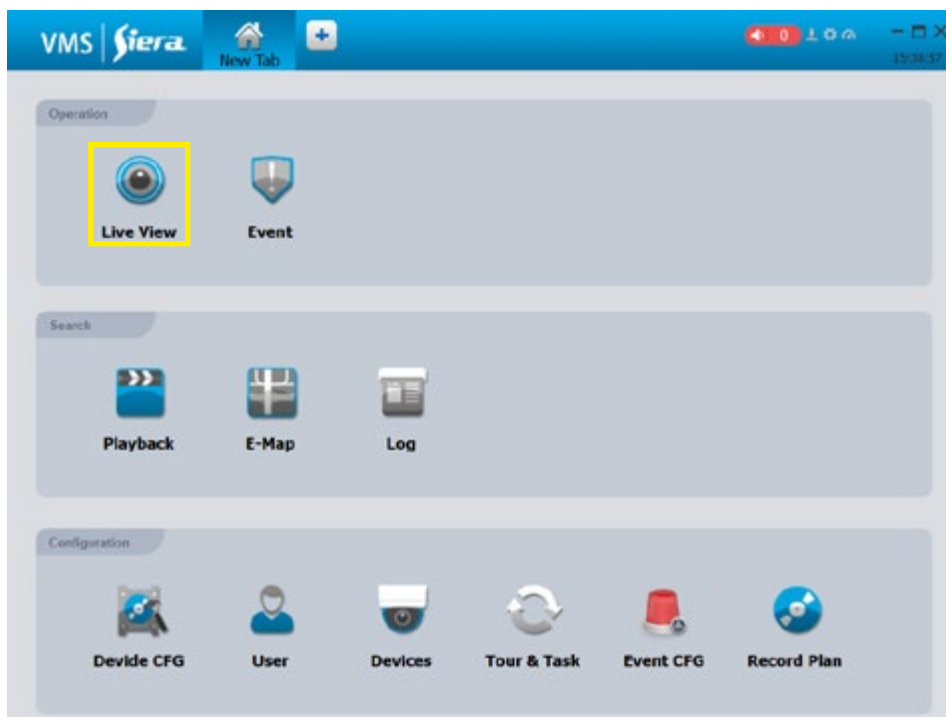 VMS Siera
New Tab
0
15:38:57
Operation
Live View Event
Search
Playback E-Map Log
Configuration
Devide CFG User Devices Tour & Task Event CFG Record Plan